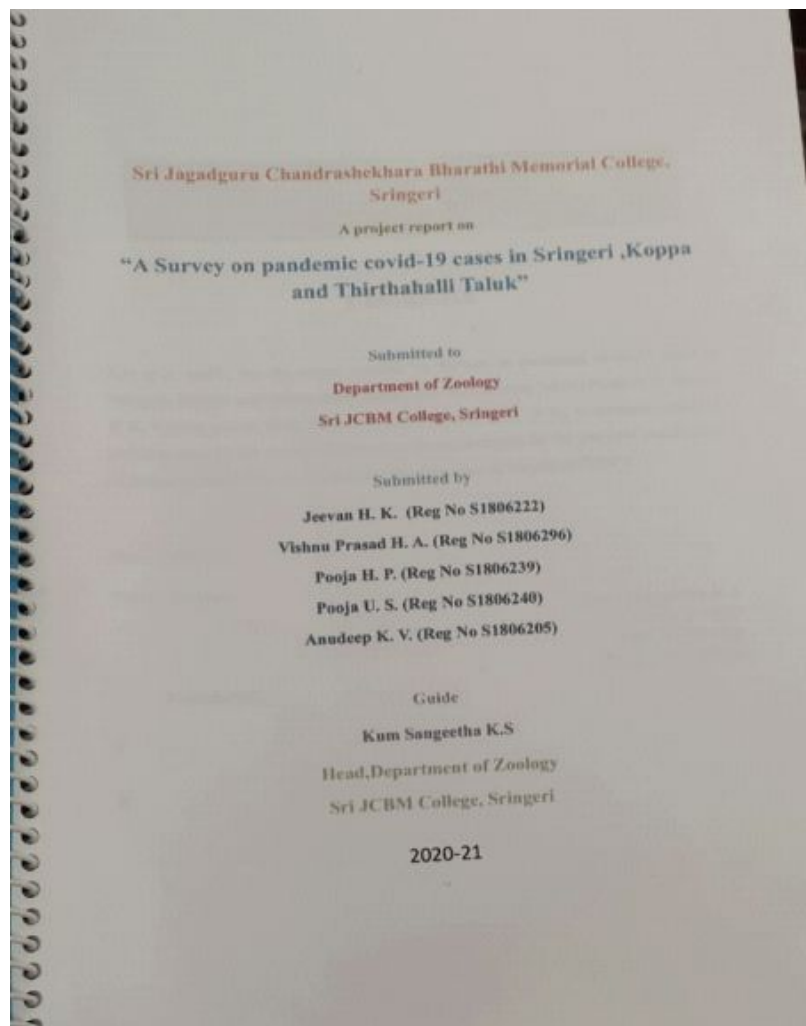 Sri Jagadguru Chandrashekhara Bharathi Memorial College,
Sringeri
A project report on
“A Survey on pandemic covid-19 cases in Sringeri ,Koppa
and Thirthahalli Taluk”
Submitted to
Department of Zoology
Sri JCBM College, Sringeri
Submitted by
Jeevan H. K. (Reg No S1806222)
Vishnu Prasad H. A. (Reg No S1806296)
Pooja H. P. (Reg No S1806239)
Pooja U. S. (Reg No S1806240)
Anudeep K. V. (Reg No S1806205)
Guide
Kum Sangeetha K.S
Head,Department of Zoology
Sri JCBM College, Sringeri
2020-21